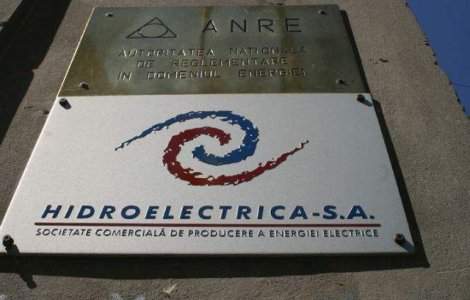 ANRE
AUTORITATEA NATIONALA
DE REGLEMENTARE
IN DOMENIUL ENERGIEI
HIDROELECTRICA-S.A.
SOCIETATE COMERCIALĂ DE PRODUCERE A ENERGIEI ELECTRICE